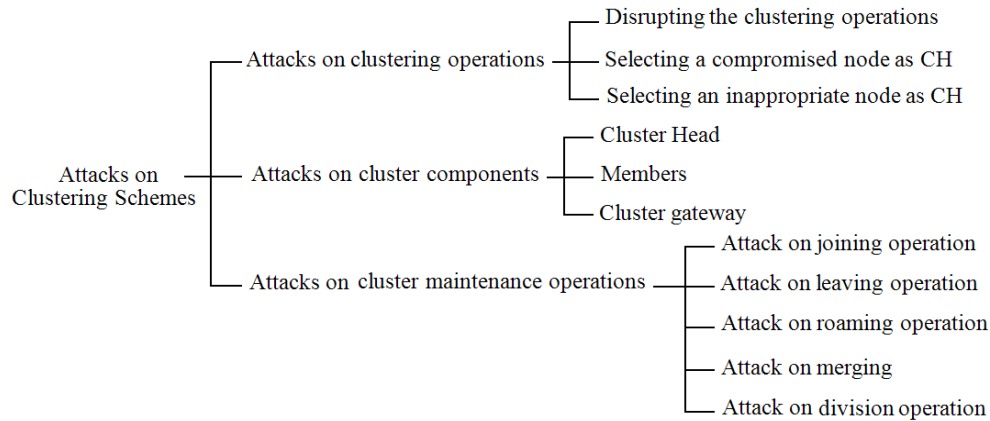 Attacks on
Clustering Schemes
Attacks on clustering operations
Disrupting the clustering operations
Selecting a compromised node as CH
Selecting an inappropriate node as CH
Attacks on cluster components
Cluster Head
Members
Cluster gateway
Attacks on cluster maintenance operations
Attack on joining operation
Attack on leaving operation
Attack on roaming operation
Attack on merging
Attack on division operation